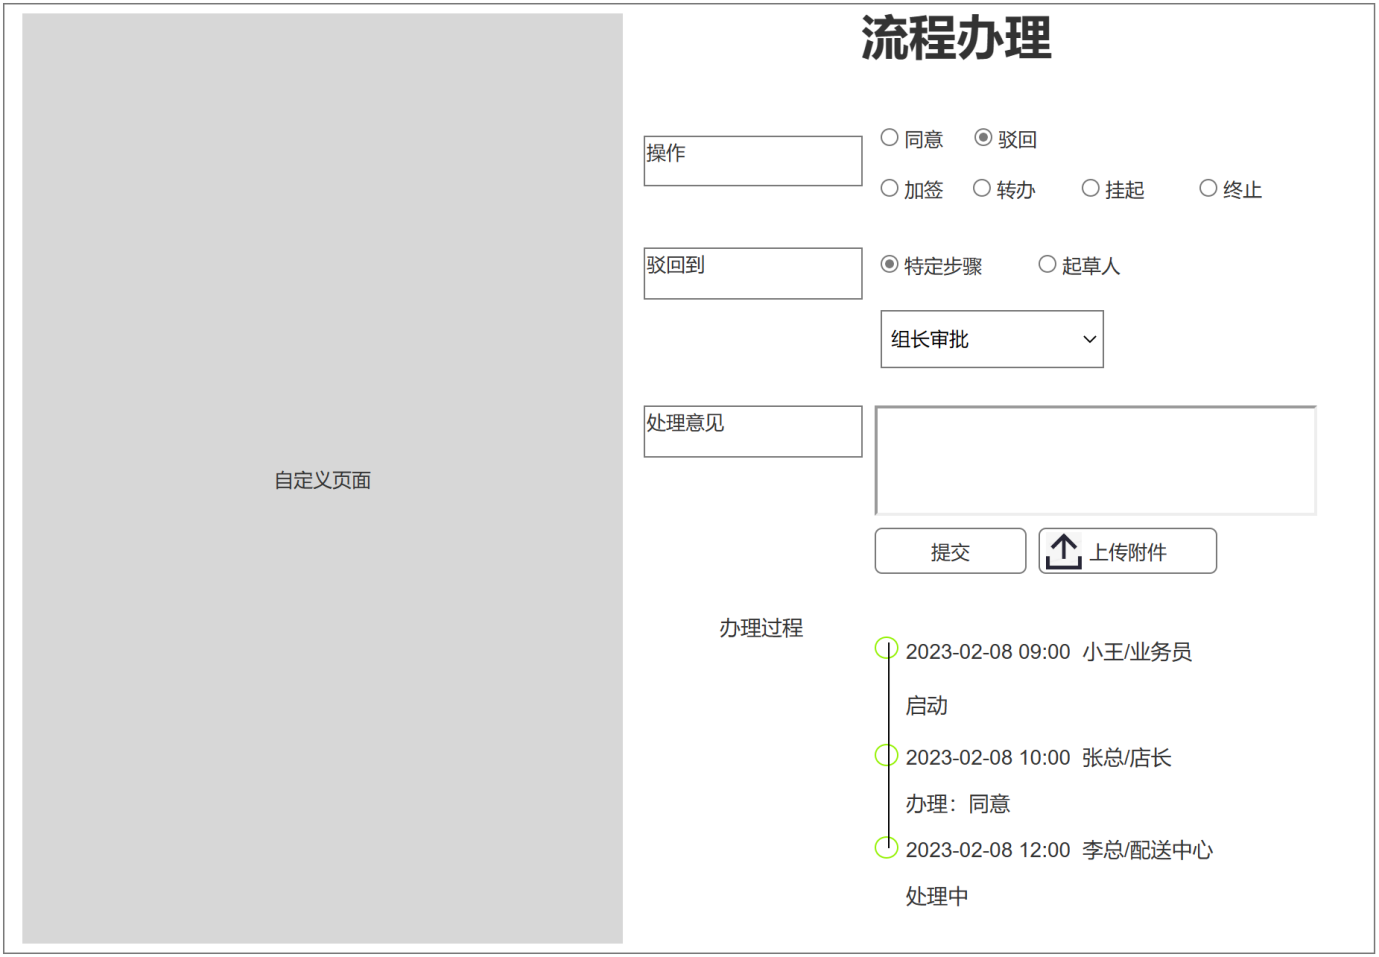 流程办理
操作
同意 驳回
加签 转办 挂起 终止
驳回到
特定步骤 起草人
组长审批
处理意见
自定义页面
提交 上传附件
办理过程
2023-02-08 09:00 小王/业务员
启动
2023-02-08 10:00 张总/店长
办理：同意
2023-02-08 12:00 李总/配送中心
处理中